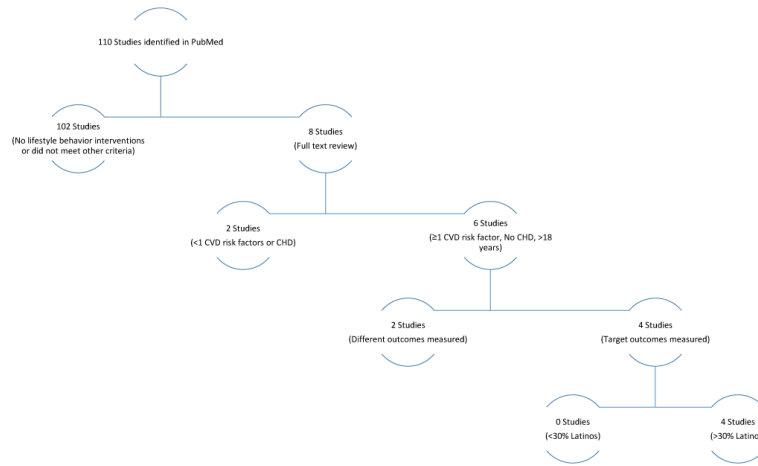 110 Studies identified in PubMed
102 Studies
(No lifestyle behavior interventions
or did not meet other criteria)
8 Studies
(Full text review)
2 Studies
(<1 CVD risk factors or CHD)
6 Studies
(≥1 CVD risk factor, No CHD, >18
years)
2 Studies
(Different outcomes measured)
4 Studies
(Target outcomes measured)
0 Studies
(<30% Latinos)
4 Studies
(>30%